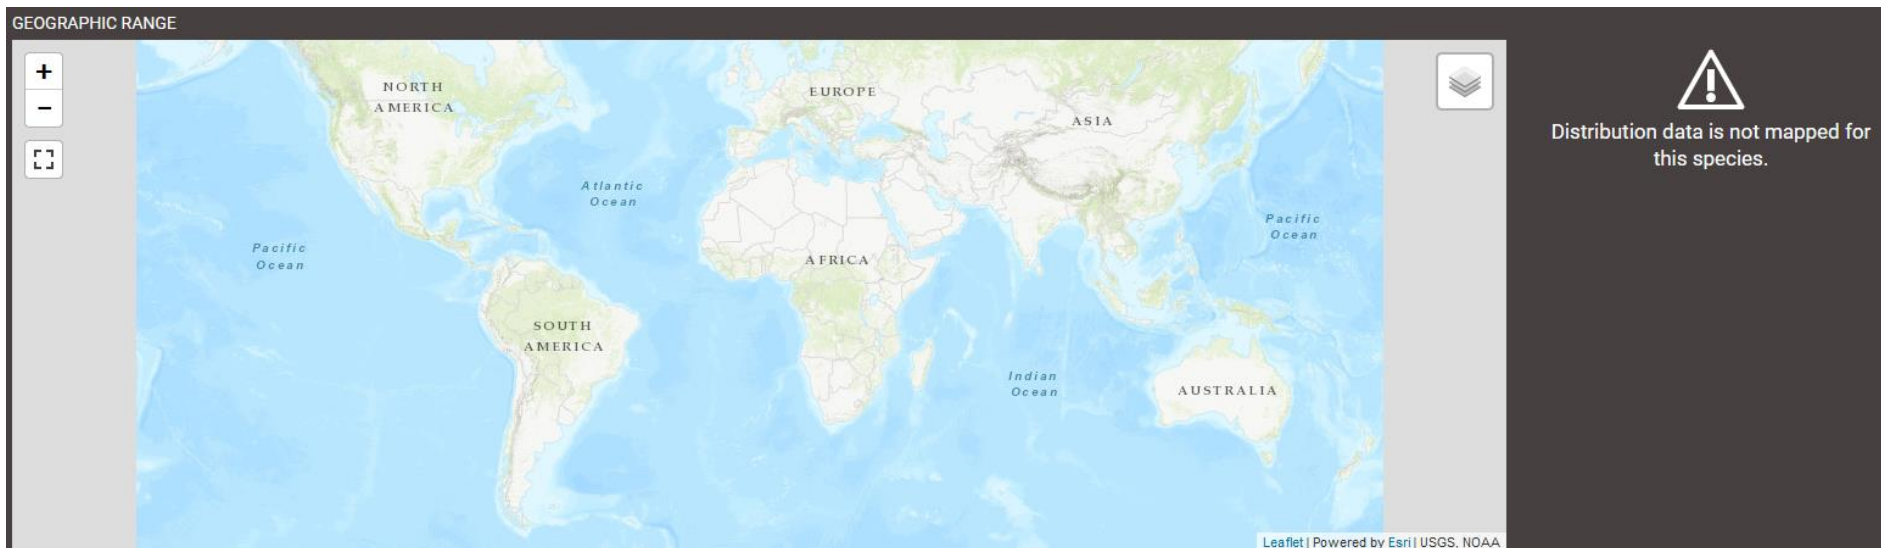 GEOGRAPHIC RANGE
+
−
NORTH
AMERICA
EUROPE
ASIA
Atlantic
Ocean
Pacific
Ocean
Pacific
Ocean
AFRICA
SOUTH
AMERICA
Indian
Ocean
AUSTRALIA
Leaflet | Powered by Esri | USGS, NOAA
Distribution data is not mapped for
this species.